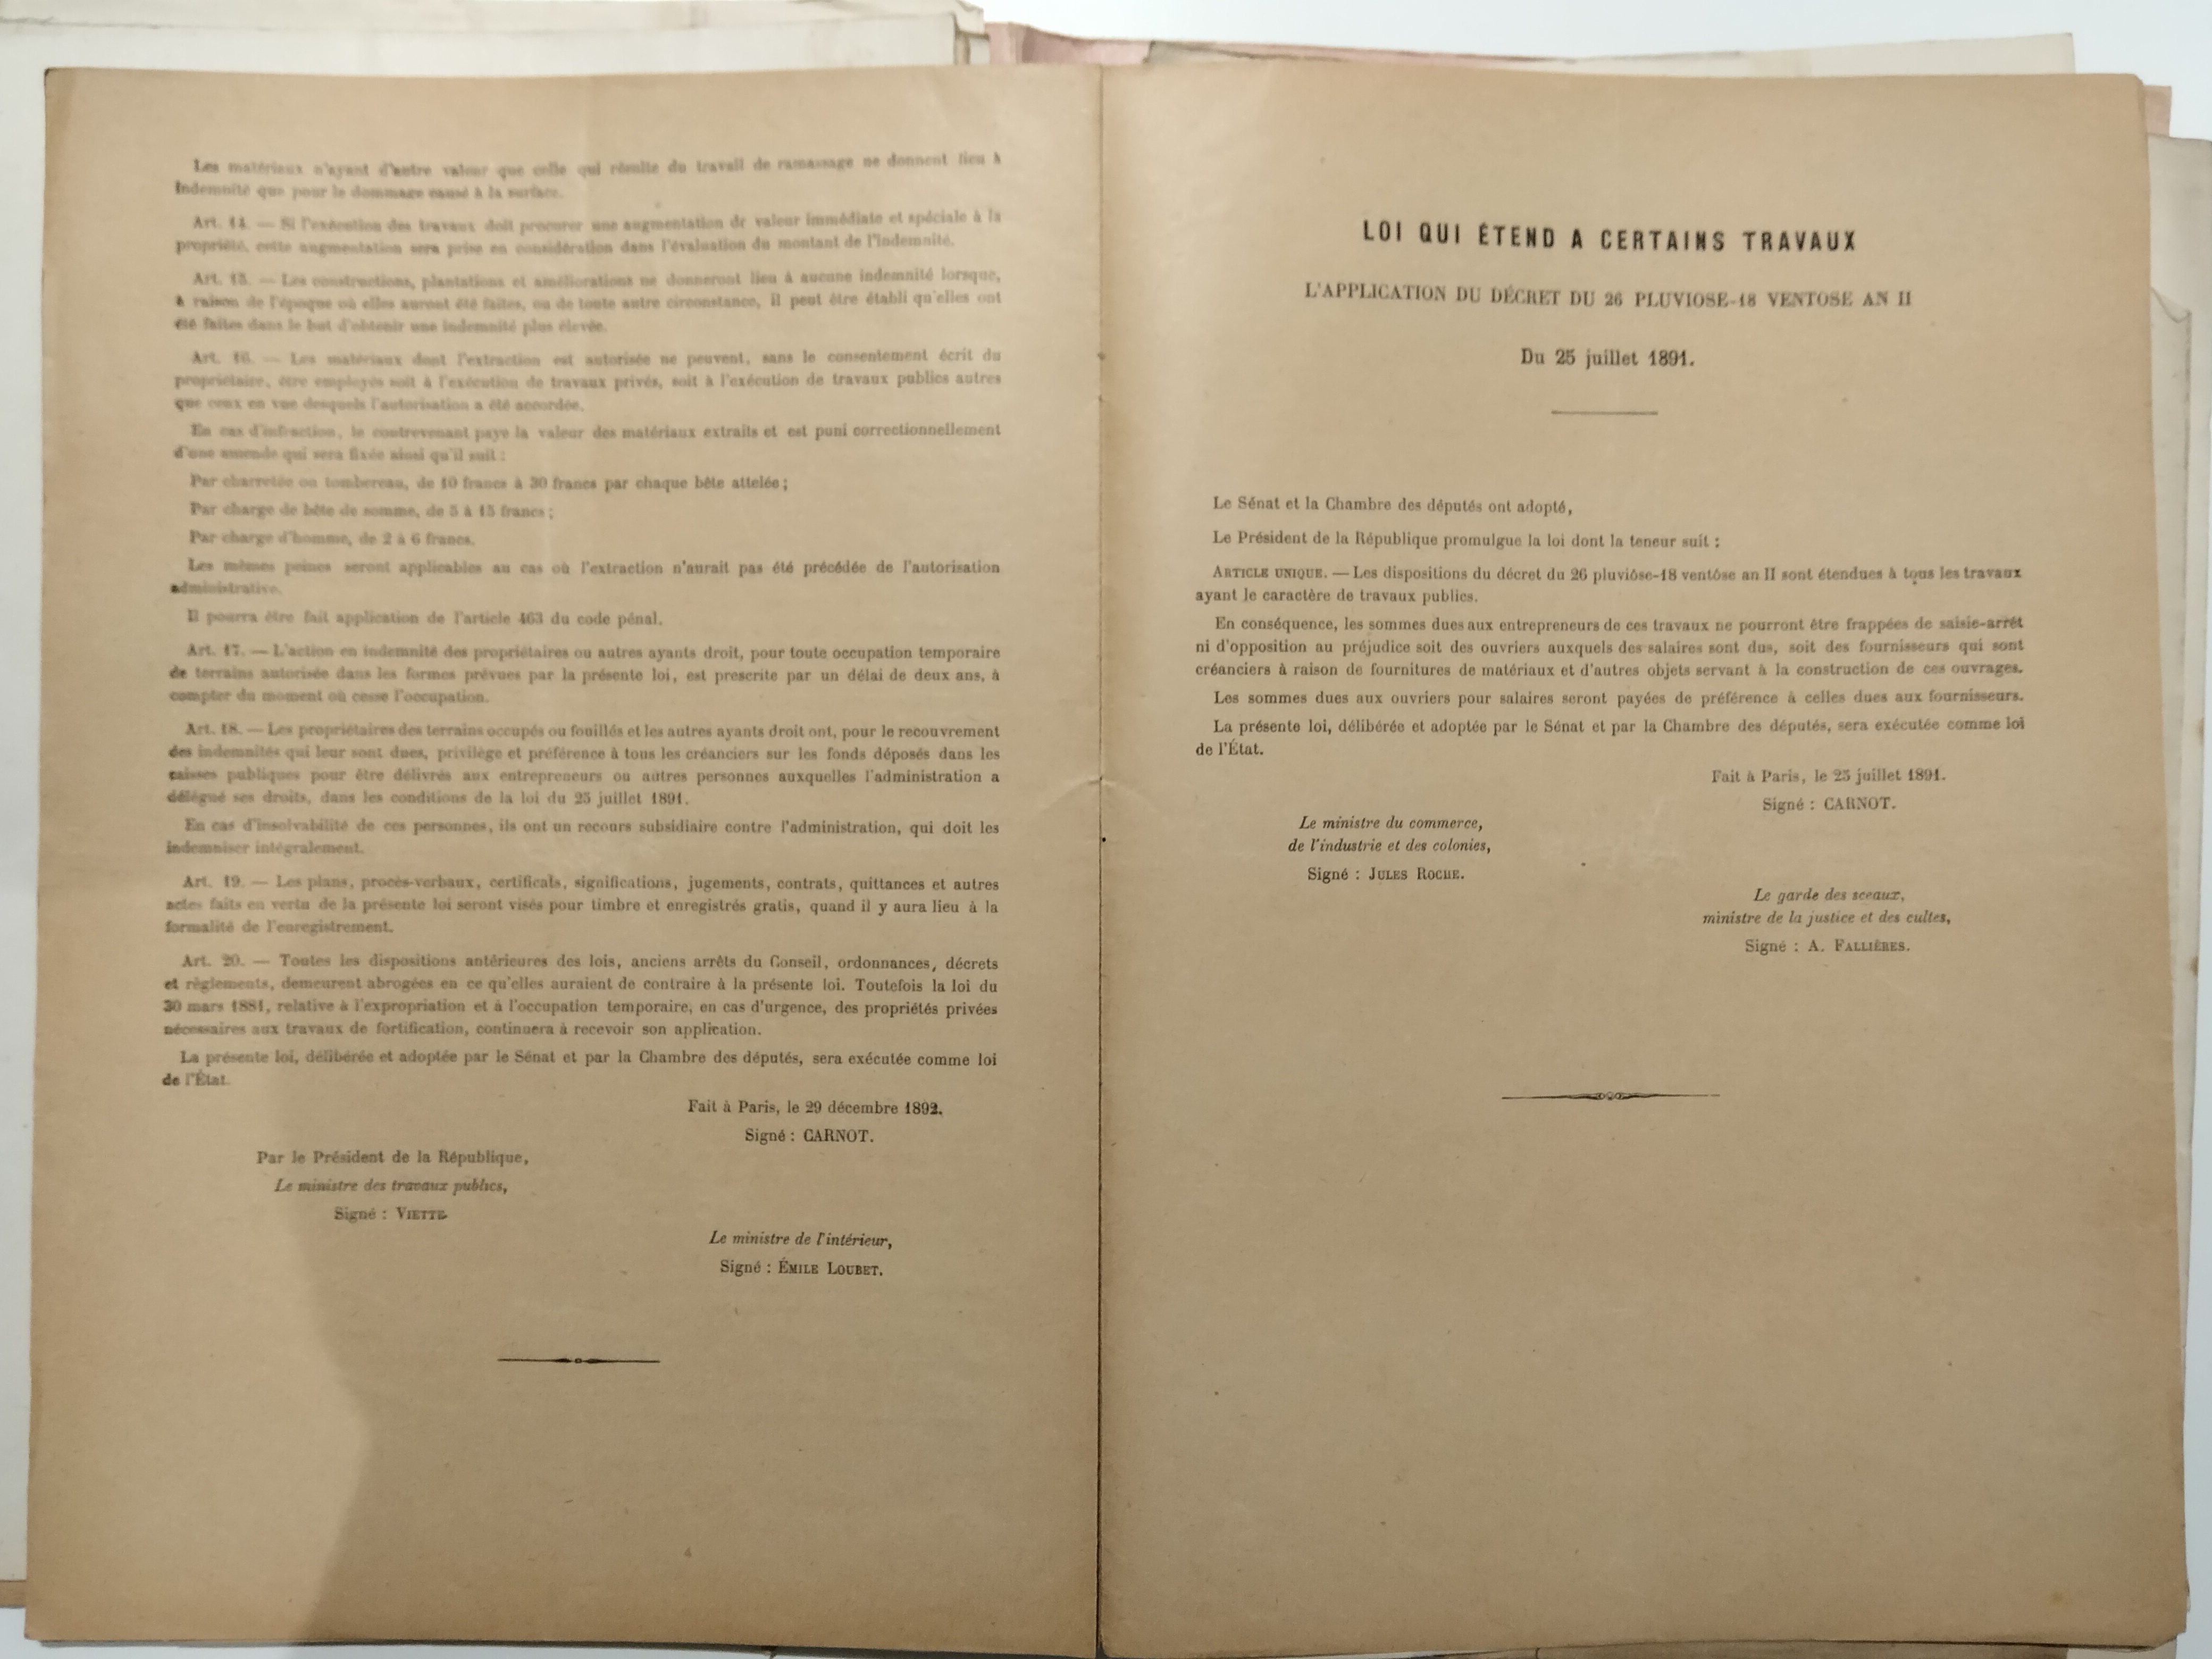 Les matériaux n'ayant d'autre valeur que celle qui résulte du travail de ramassage ne donnent lieu à
indemnité que pour le dommage causé à la surface.
Art. 14. — Si l'exécution des travaux doit procurer une augmentation de valeur immédiate et spéciale à la
propriété, cette augmentation sera prise en considération dans l'évaluation du montant de l'indemnité.
Art. 15. — Les constructions, plantations et améliorations ne donneront lieu à aucune indemnité lorsque,
à raison de l'époque où elles auront été faites, ou de toute autre circonstance, il peut être établi qu'elles ont
été faites dans le but d'obtenir une indemnité plus élevée.
Art. 16. — Les matériaux dont l'extraction est autorisée ne peuvent, sans le consentement écrit du
propriétaire, être employés soit à l'exécution de travaux privés, soit à l'exécution de travaux publics autres
que ceux en vue desquels l'autorisation a été accordée.
En cas d'infraction, le contrevenant paye la valeur des matériaux extraits et est puni correctionnellement
d'une amende qui sera fixée ainsi qu'il suit :
Par charretée ou tombereau, de 10 francs à 30 francs par chaque bête attelée ;
Par charge de bête de somme, de 5 à 15 francs ;
Par charge d'homme, de 2 à 6 francs.
Les mêmes peines seront applicables au cas où l'extraction n'aurait pas été précédée de l'autorisation
administrative.
Il pourra être fait application de l'article 463 du code pénal.
Art. 17. — L'action en indemnité des propriétaires ou autres ayants droit, pour toute occupation temporaire
de terrains autorisée dans les formes prévues par la présente loi, est prescrite par un délai de deux ans, à
compter du moment où cesse l'occupation.
Art. 18. — Les propriétaires des terrains occupés ou fouillés et les autres ayants droit ont, pour le recouvrement
des indemnités qui leur sont dues, privilège et préférence à tous les créanciers sur les fonds déposés dans les
caisses publiques pour être délivrés aux entrepreneurs ou autres personnes auxquelles l'administration a
délégué ses droits, dans les conditions de la loi du 25 juillet 1891.
En cas d'insolvabilité de ces personnes, ils ont un recours subsidiaire contre l'administration, qui doit les
indemniser intégralement.
Art. 19. — Les plans, procès-verbaux, certificats, significations, jugements, contrats, quittances et autres
actes faits en vertu de la présente loi seront visés pour timbre et enregistrés gratis, quand il y aura lieu à la
formalité de l'enregistrement.
Art. 20. — Toutes les dispositions antérieures des lois, anciens arrêts du Conseil, ordonnances, décrets
et règlements, demeurent abrogées en ce qu'elles auraient de contraire à la présente loi. Toutefois la loi du
30 mars 1831, relative à l'expropriation et à l'occupation temporaire, en cas d'urgence, des propriétés privées
nécessaires aux travaux de fortification, continuera à recevoir son application.
La présente loi, délibérée et adoptée par le Sénat et par la Chambre des députés, sera exécutée comme loi
de l'État.
Fait à Paris, le 29 décembre 1892.
Signé : CARNOT.
Par le Président de la République,
Le ministre des travaux publics,
Signé : VIETTE.
Le ministre de l'intérieur,
Signé : ÉMILE LOUBET.
LOI QUI ÉTEND A CERTAINS TRAVAUX
L'APPLICATION DU DÉCRET DU 26 PLUVIOSE-18 VENTOSE AN II
Du 25 juillet 1891.
Le Sénat et la Chambre des députés ont adopté,
Le Président de la République promulgue la loi dont la teneur suit :
ARTICLE UNIQUE. — Les dispositions du décret du 26 pluviôse-18 ventôse an II sont étendues à tous les travaux
ayant le caractère de travaux publics.
En conséquence, les sommes dues aux entrepreneurs de ces travaux ne pourront être frappées de saisie-arrêt
ni d'opposition au préjudice soit des ouvriers auxquels des salaires sont dus, soit des fournisseurs qui sont
créanciers à raison de fournitures de matériaux et d'autres objets servant à la construction de ces ouvrages.
Les sommes dues aux ouvriers pour salaires seront payées de préférence à celles dues aux fournisseurs.
La présente loi, délibérée et adoptée par le Sénat et par la Chambre des députés, sera exécutée comme loi
de l'État.
Fait à Paris, le 25 juillet 1891.
Signé : CARNOT.
Le ministre du commerce,
de l'industrie et des colonies,
Signé : JULES ROCHE.
Le garde des sceaux,
ministre de la justice et des cultes,
Signé : A. FALLIÈRES.